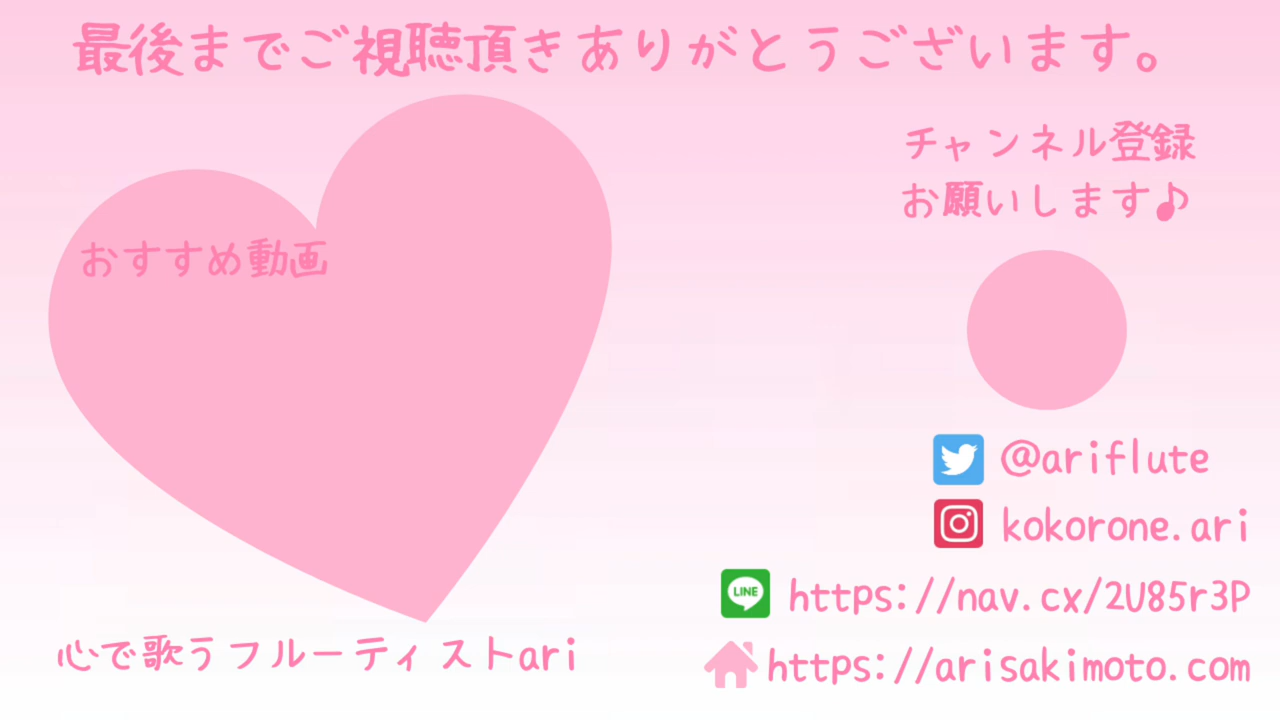 最後までご視聴頂きありがとうございます。
チャンネル登録
お願いします♪
おすすめ動画
@ariflute
kokorone.ari
LINE
https://nav.cx/2U85r3P
心で歌うフルーティストari
https://arisakimoto.com